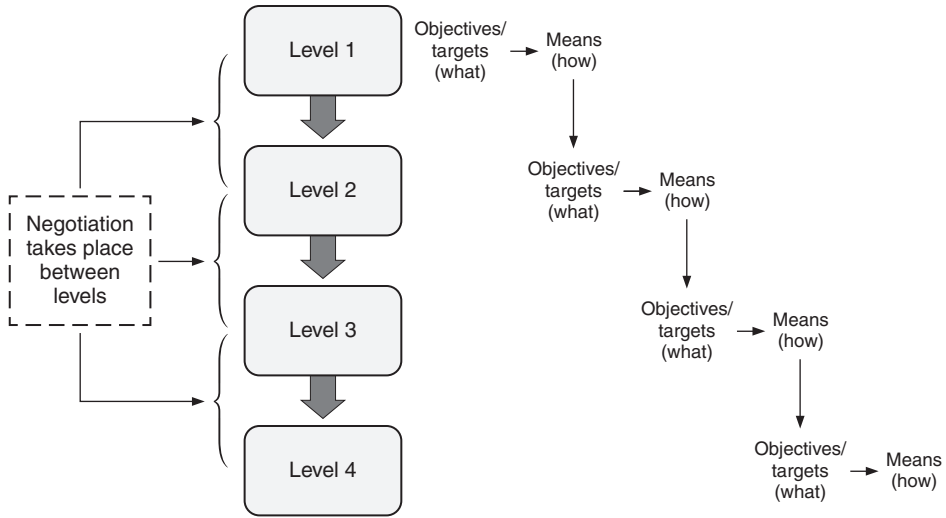 Level 1
Objectives/
targets
(what)
Means
(how)
Level 2
Objectives/
targets
(what)
Means
(how)
Negotiation
takes place
between
levels
Level 3
Objectives/
targets
(what)
Means
(how)
Level 4
Objectives/
targets
(what)
Means
(how)